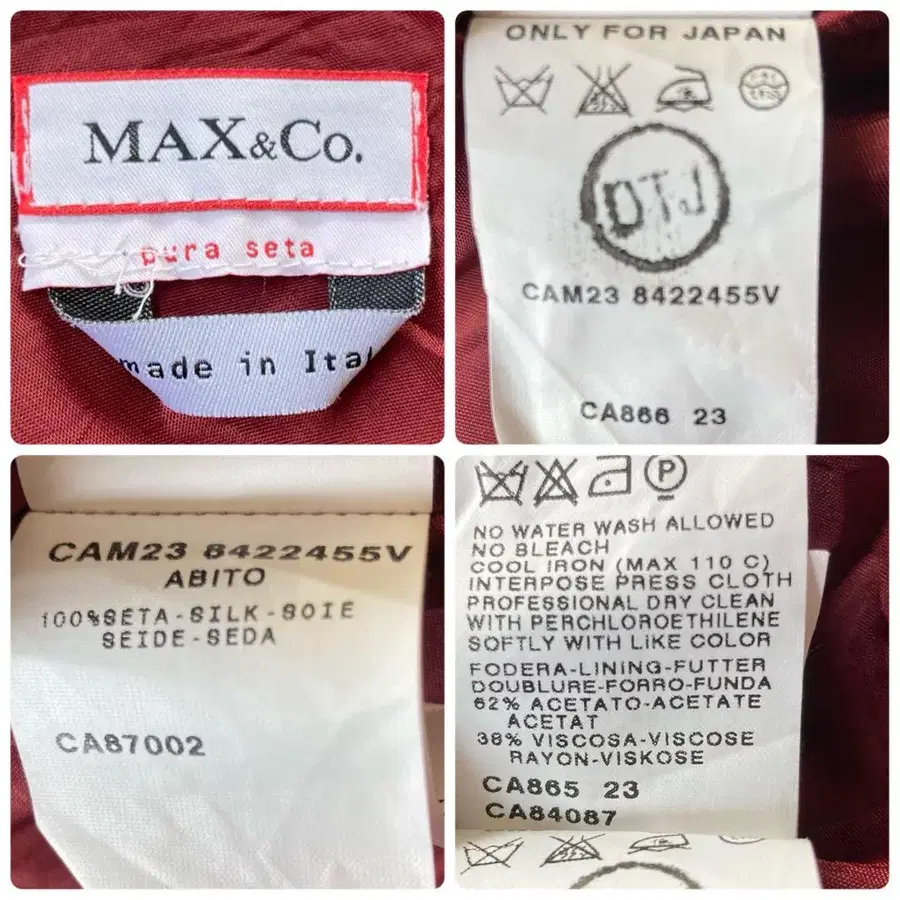 MAX&Co.
pura seta
made in Ita
ONLY FOR JAPAN
DTJ
CAM23 8422455V
CA866 23
CAM23 8422455V
ABITO
100%SETA-SILK-SOIE
SEIDE-SEDA
CA87002
P
NO WATER WASH ALLOWED
NO BLEACH
COOL IRON (MAX 110 C)
INTERPOSE PRESS CLOTH
PROFESSIONAL DRY CLEAN
WITH PERCHLOROETHILENE
SOFTLY WITH LIKE COLOR
FODERA-LINING-FUTTER
DOUBLURE-FORRO-FUNDA
62% ACETATO-ACETATE
ACETAT
38% VISCOSA-VISCOSE
RAYON-VISKOSE
CA865 23
CA84087